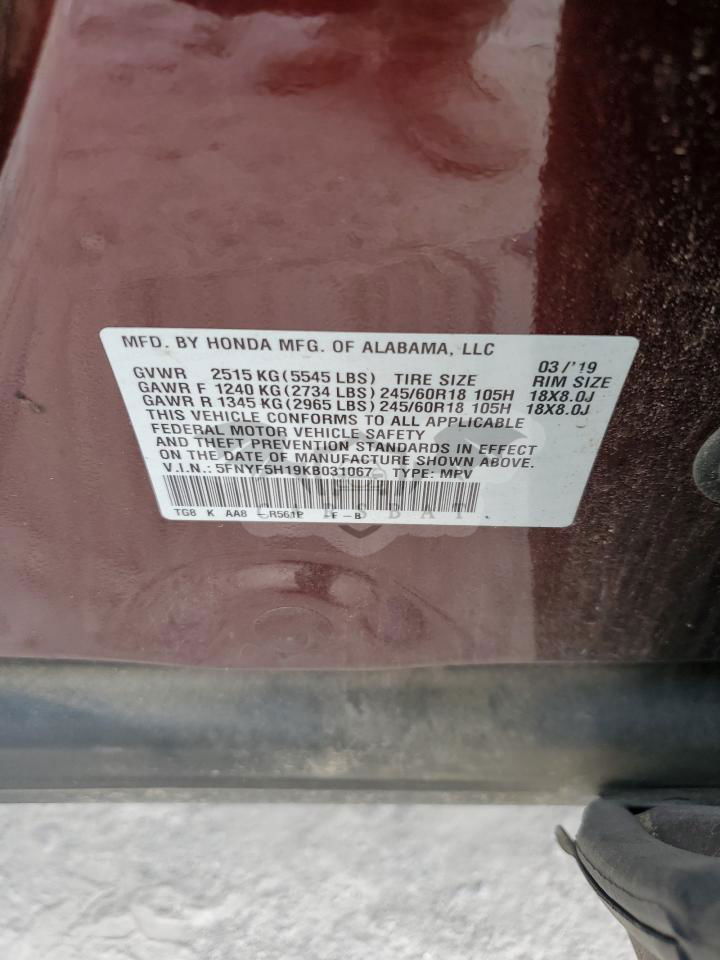 MFD. BY HONDA MFG. OF ALABAMA, LLC
03/'19
GVWR 2515 KG(5545 LBS) TIRE SIZE RIM SIZE
GAWR F 1240 KG(2734 LBS)245/60R18 105H 18X8.0J
GAWR R 1345 KG(2965 LBS)245/60R18 105H 18X8.0J
THIS VEHICLE CONFORMS TO ALL APPLICABLE
FEDERAL MOTOR VEHICLE SAFETY
AND THEFT PREVENTION STANDARDS IN EFFECT
ON THE DATE OF MANUFACTURE SHOWN ABOVE.
V.I.N.: 5FNYF5H19KB031067 TYPE: MPV
TG8 K AA8 - R561P F-B